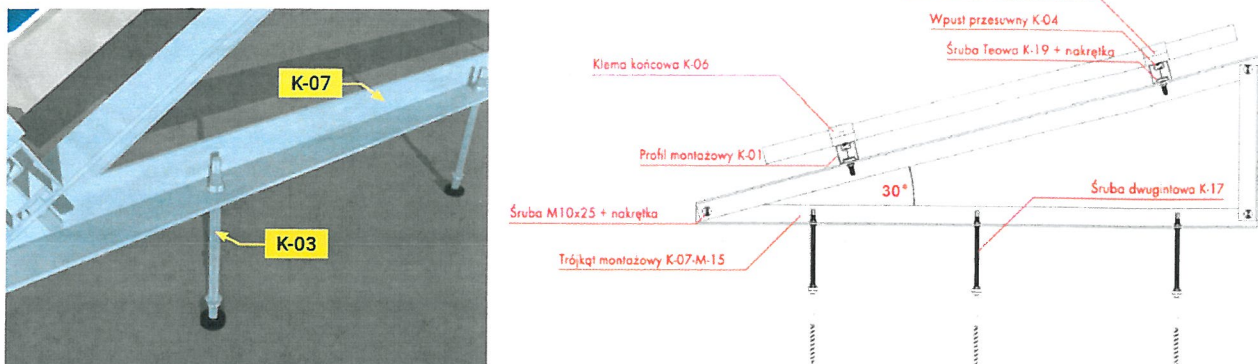 K-07
K-03
Wpust przesuwny K-04
Śruba Teowa K-19 + nakrętka
Klema końcowa K-06
Profil montażowy K-01
30°
Śruba dwugintowa K-17
Śruba M10x25 + nakrętka
Trójkąt montażowy K-07-M-15